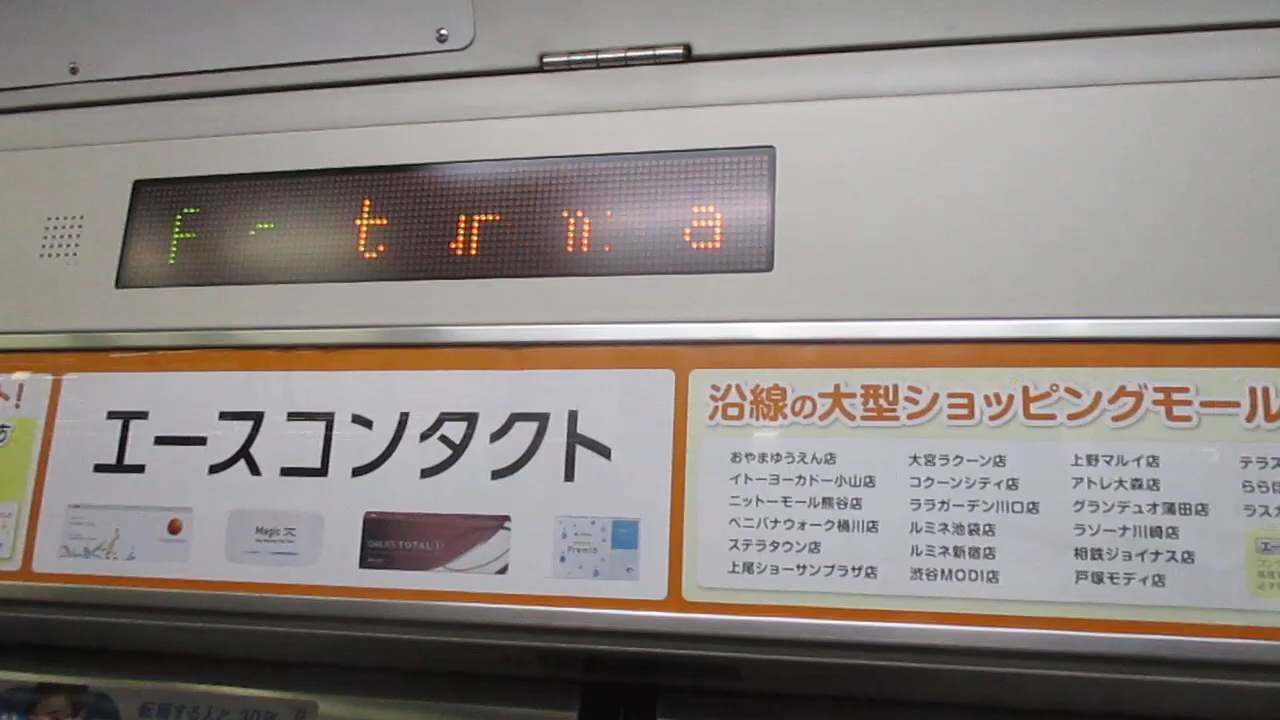 エースコンタクト
Magic
DAILIES TOTAL 1
Premio
沿線の大型ショッピングモール
おやまゆうえん店
イトーヨーカドー小山店
ニットーモール熊谷店
ベニバナウォーク桶川店
ステラタウン店
上尾ショーサンプラザ店
大宮ラクーン店
コクーンシティ店
ララガーデン川口店
ルミネ池袋店
ルミネ新宿店
渋谷MODI店
上野マルイ店
アトレ大森店
グランデュオ蒲田店
ラゾーナ川崎店
相鉄ジョイナス店
戸塚モディ店
テラス
ららぽ
ラスカ
転職する人と 30%